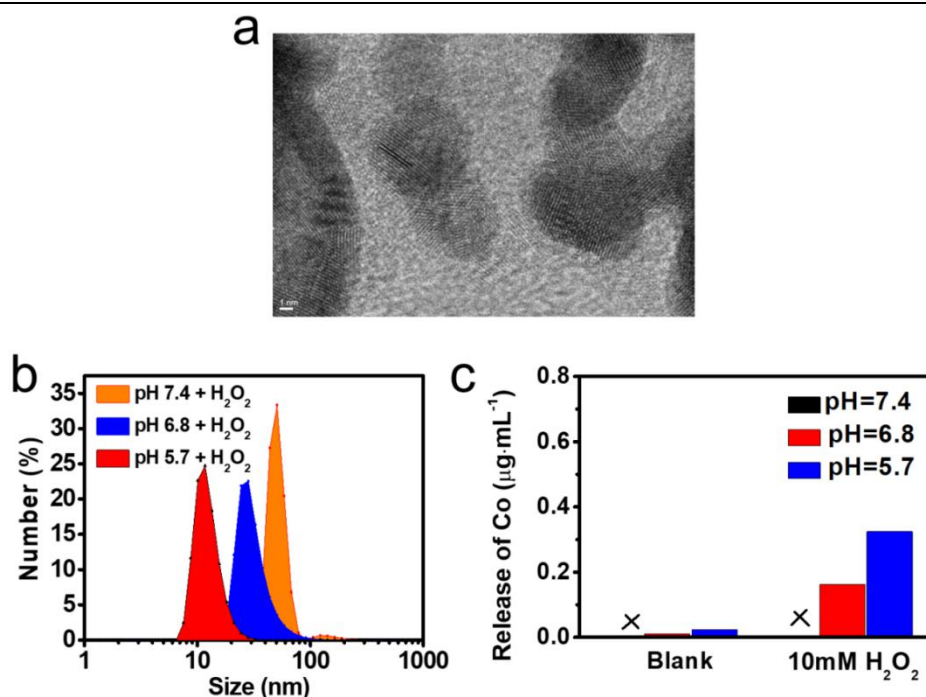 a
1 nm
b
35
30
25
20
15
10
5
0
Number (%)
pH 7.4 + H₂O₂
pH 6.8 + H₂O₂
pH 5.7 + H₂O₂
1 10 100 1000
Size (nm)
c
0.8
0.6
0.4
0.2
0.0
Release of Co (μg·mL⁻¹)
pH=7.4
pH=6.8
pH=5.7
Blank 10mM H₂O₂